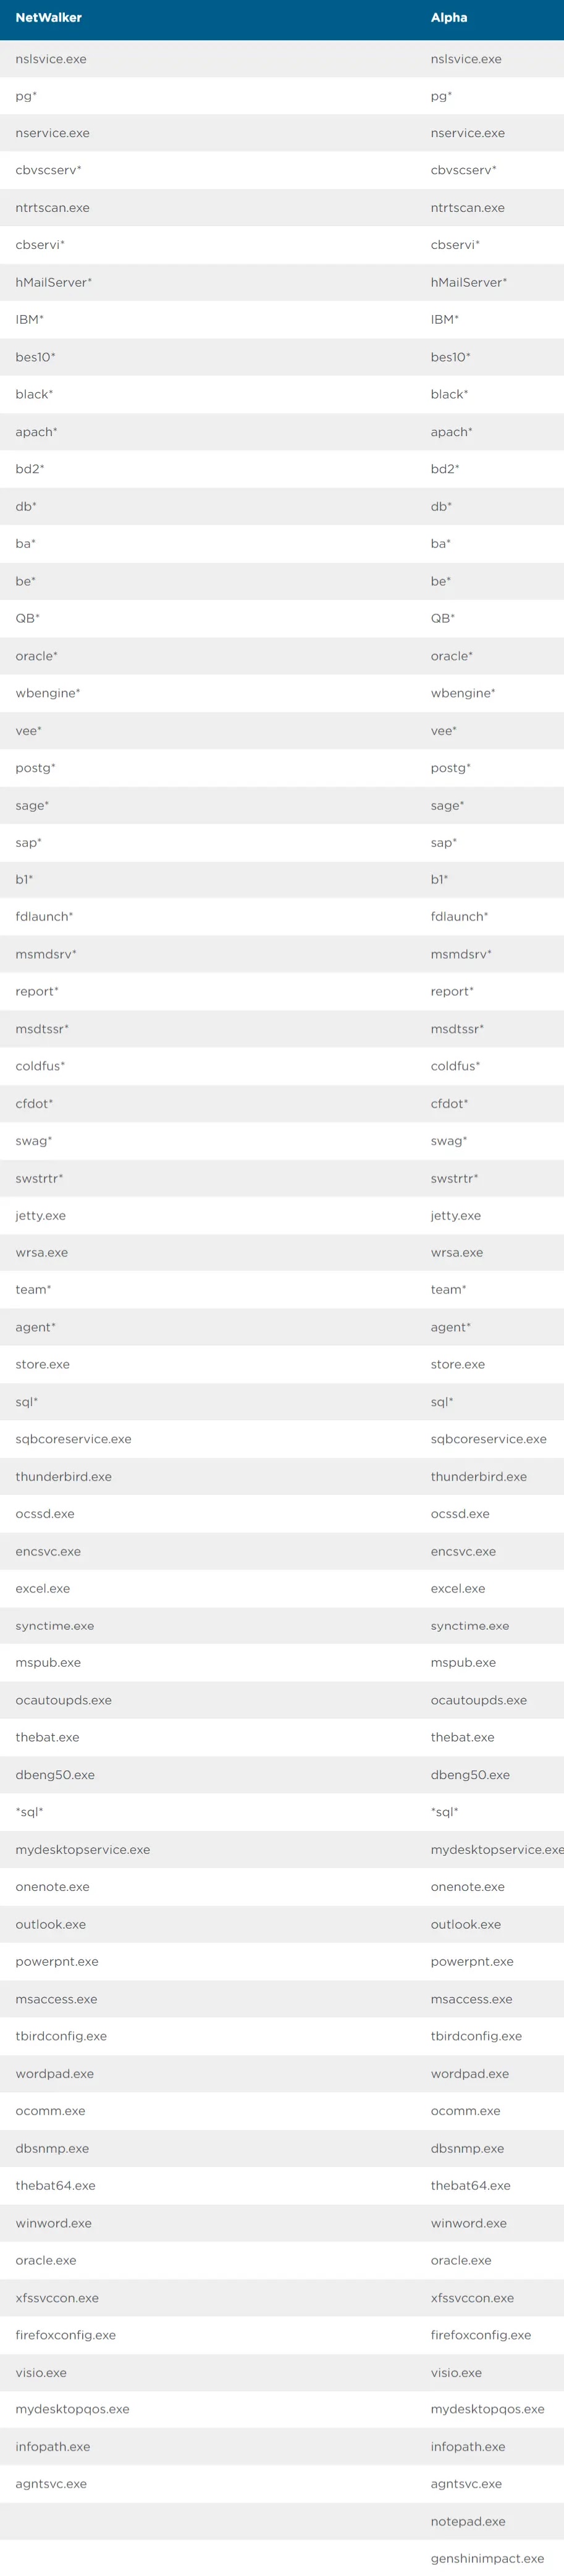 NetWalker Alpha
nslsvice.exe nslsvice.exe
pg* pg*
nservice.exe nservice.exe
cbvscserv* cbvscserv*
ntrtscan.exe ntrtscan.exe
cbservi* cbservi*
hMailServer* hMailServer*
IBM* IBM*
bes10* bes10*
black* black*
apach* apach*
bd2* bd2*
db* db*
ba* ba*
be* be*
QB* QB*
oracle* oracle*
wbengine* wbengine*
vee* vee*
postg* postg*
sage* sage*
sap* sap*
b1* b1*
fdlaunch* fdlaunch*
msmdsrv* msmdsrv*
report* report*
msdtssr* msdtssr*
coldfus* coldfus*
cfdot* cfdot*
swag* swag*
swstrtr* swstrtr*
jetty.exe jetty.exe
wrsa.exe wrsa.exe
team* team*
agent* agent*
store.exe store.exe
sql* sql*
sqbcoreservice.exe sqbcoreservice.exe
thunderbird.exe thunderbird.exe
ocssd.exe ocssd.exe
encsvc.exe encsvc.exe
excel.exe excel.exe
synctime.exe synctime.exe
mspub.exe mspub.exe
ocautoupds.exe ocautoupds.exe
thebat.exe thebat.exe
dbeng50.exe dbeng50.exe
*sql* *sql*
mydesktopservice.exe mydesktopservice.exe
onenote.exe onenote.exe
outlook.exe outlook.exe
powerpnt.exe powerpnt.exe
msaccess.exe msaccess.exe
tbirdconfig.exe tbirdconfig.exe
wordpad.exe wordpad.exe
ocomm.exe ocomm.exe
dbsnmp.exe dbsnmp.exe
thebat64.exe thebat64.exe
winword.exe winword.exe
oracle.exe oracle.exe
xfssvccon.exe xfssvccon.exe
firefoxconfig.exe firefoxconfig.exe
visio.exe visio.exe
mydesktopqos.exe mydesktopqos.exe
infopath.exe infopath.exe
agntsvc.exe agntsvc.exe
notepad.exe
genshinimpact.exe